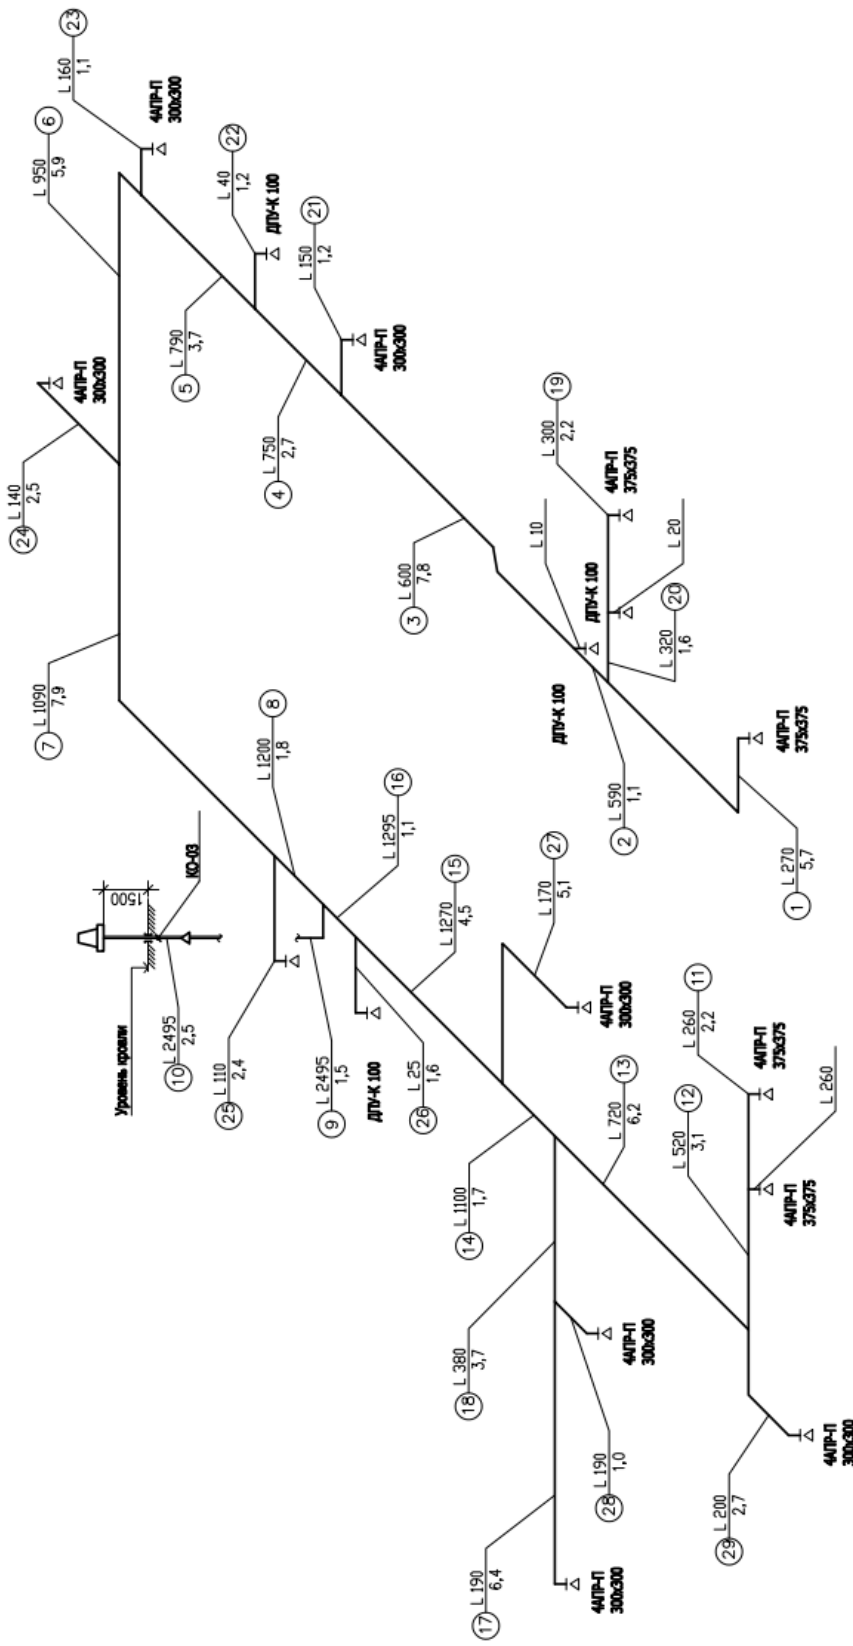 23
L 160
1,1
4АПР-П
300х300
6
L 950
5,9
22
L 40
1,2
ДПУ-К 100
21
L 150
1,2
4АПР-П
300х300
4АПР-П
300х300
5
L 790
3,7
24
L 140
2,5
4
L 750
2,7
19
L 300
2,2
4АПР-П
375х375
3
L 600
7,8
L 10
ДПУ-К 100
L 20
20
L 320
1,6
ДПУ-К 100
7
L 1090
7,9
8
L 1200
1,8
4АПР-П
375х375
2
L 590
1,1
16
L 1295
1,1
1
L 270
5,7
1500
КО-03
15
L 1270
4,5
27
L 170
5,1
Уровень кровли
L 2495
2,5
10
4АПР-П
300х300
11
L 260
2,2
4АПР-П
375х375
25
L 110
2,4
9
L 2495
1,5
ДПУ-К 100
26
L 25
1,6
13
L 720
6,2
12
L 520
3,1
L 260
4АПР-П
375х375
14
L 1100
1,7
18
L 380
3,7
4АПР-П
300х300
28
L 190
1,0
4АПР-П
300х300
29
L 200
2,7
17
L 190
6,4
4АПР-П
300х300